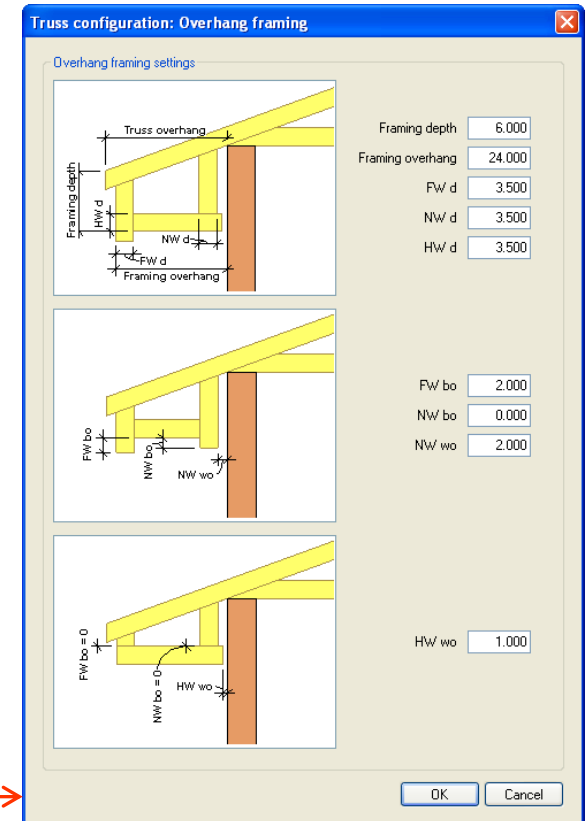 Truss configuration: Overhang framing
Overhang framing settings
Truss overhang
Framing depth
HW d
NW d
FW d
Framing overhang
Framing depth 6.000
Framing overhang 24.000
FW d 3.500
NW d 3.500
HW d 3.500
FW bo
NW bo
NW wo
FW bo 2.000
NW bo 0.000
NW wo 2.000
FW bo = 0
NW bo = 0
HW wo
HW wo 1.000
OK Cancel